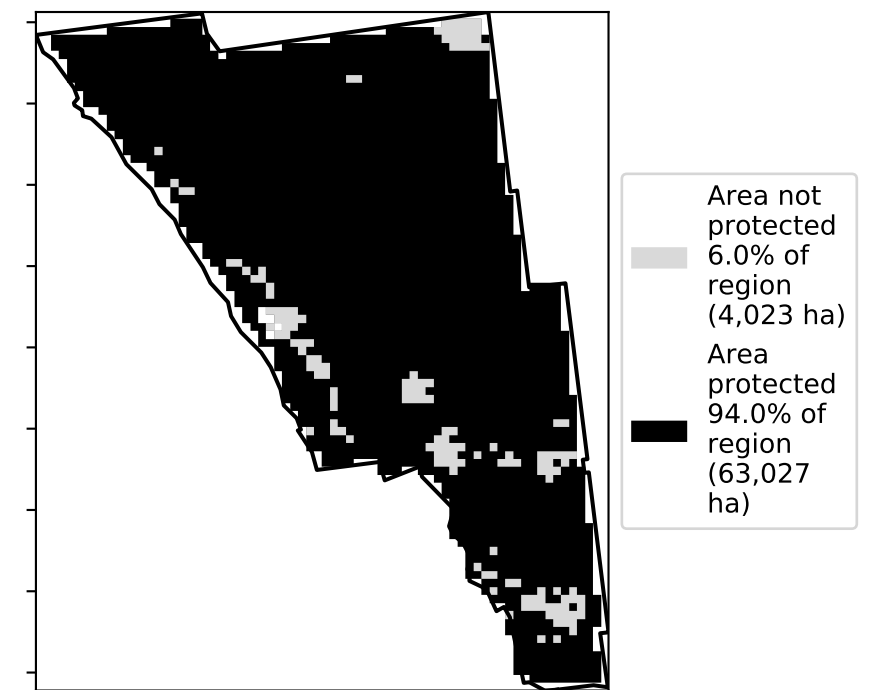 Area not
protected
6.0% of
region
(4,023 ha)
Area
protected
94.0% of
region
(63,027
ha)